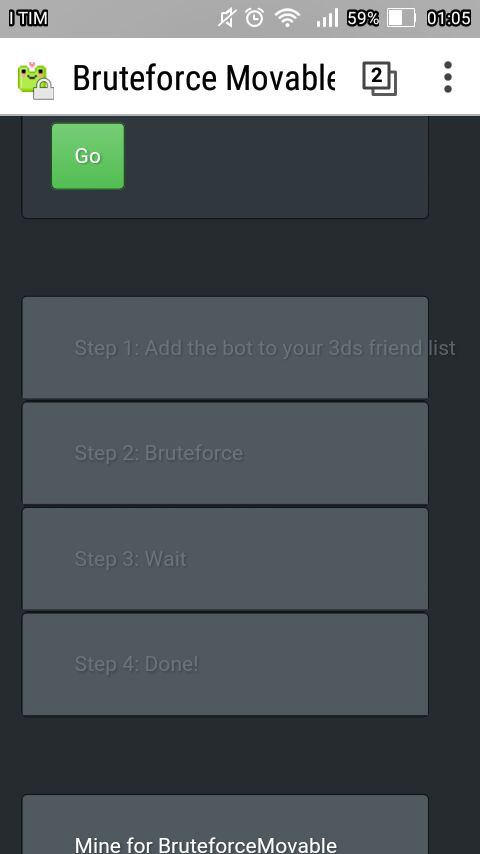 I TIM 59% 01:05
Bruteforce Movable 2
Go
Step 1: Add the bot to your 3ds friend list
Step 2: Bruteforce
Step 3: Wait
Step 4: Done!
Mine for BruteforceMovable